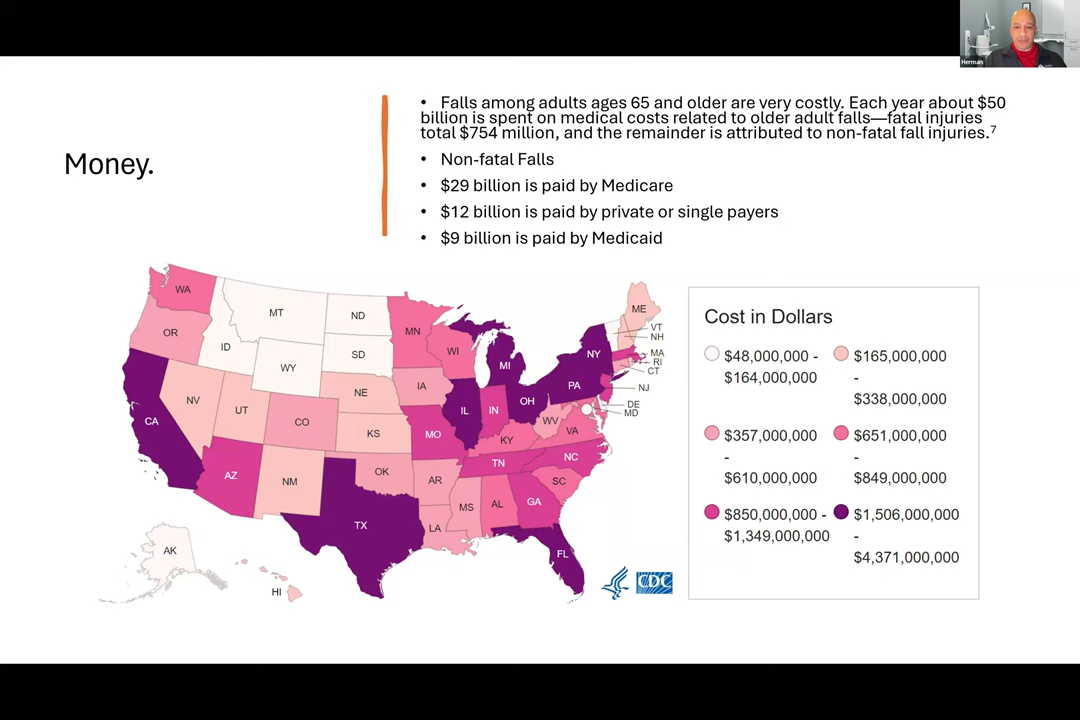 Herman
Money.
• Falls among adults ages 65 and older are very costly. Each year about $50
billion is spent on medical costs related to older adult falls—fatal injuries
total $754 million, and the remainder is attributed to non-fatal fall injuries.⁷
• Non-fatal Falls
• $29 billion is paid by Medicare
• $12 billion is paid by private or single payers
• $9 billion is paid by Medicaid
WA
MT
ND
MN
ME
VT
NH
OR
ID
SD
WI
MI
NY
MA
RI
CT
WY
IA
PA
NJ
NV
NE
IL
IN
OH
DE
MD
CA
UT
CO
KS
MO
KY
WV
VA
AZ
NM
OK
AR
TN
NC
TX
LA
MS
AL
GA
SC
FL
AK
HI
CDC
Cost in Dollars
$48,000,000 -
$164,000,000
$165,000,000
-
$338,000,000
$357,000,000
-
$610,000,000
$651,000,000
-
$849,000,000
$850,000,000 -
$1,349,000,000
$1,506,000,000
-
$4,371,000,000